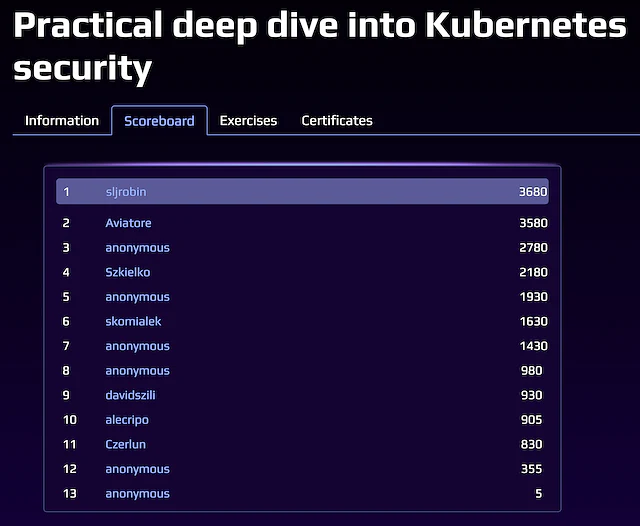 Practical deep dive into Kubernetes
security
Information Scoreboard Exercises Certificates
1 sljrobin 3680
2 Aviatore 3580
3 anonymous 2780
4 Szkielko 2180
5 anonymous 1930
6 skomialek 1630
7 anonymous 1430
8 anonymous 980
9 davidszili 930
10 alecripo 905
11 Czerlun 830
12 anonymous 355
13 anonymous 5